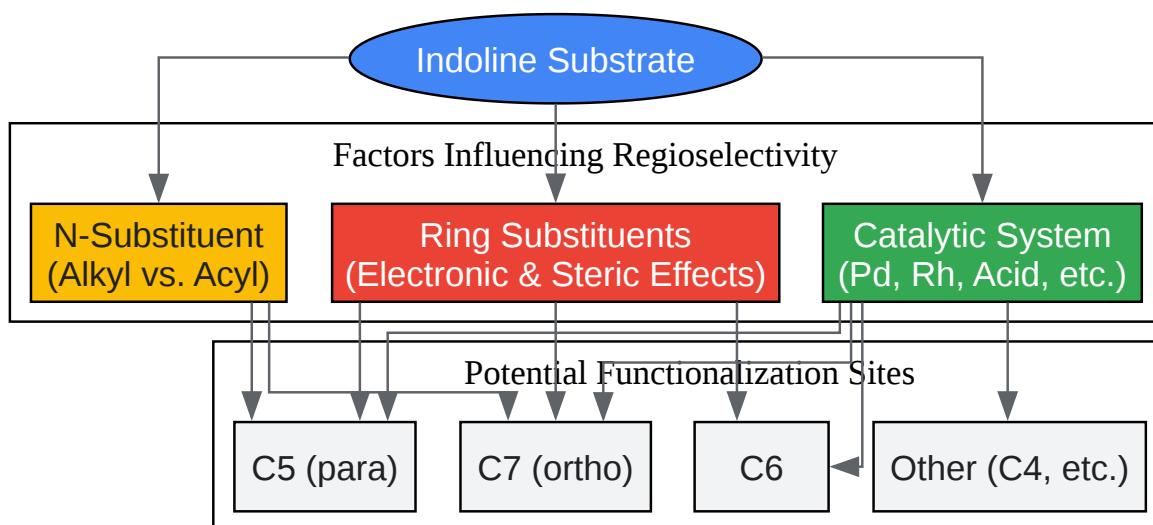 Indoline Substrate
Factors Influencing Regioselectivity
N-Substituent
(Alkyl vs. Acyl)
Ring Substituents
(Electronic & Steric Effects)
Catalytic System
(Pd, Rh, Acid, etc.)
Potential Functionalization Sites
C5 (para)
C7 (ortho)
C6
Other (C4, etc.)